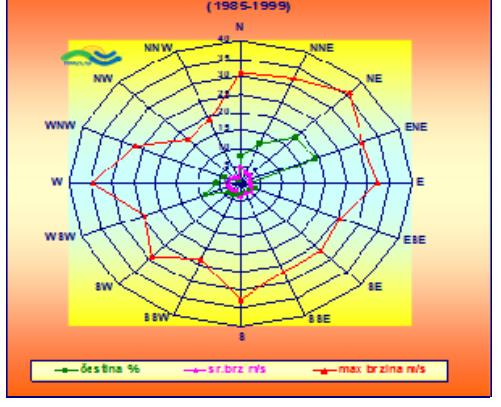 (1985-1999)
N
NNW
NNE
NW
NE
WNW
ENE
W
E
WSW
ESE
SW
SE
SSW
SSE
S
40
35
30
25
20
15
10
čestina %
sr.brz m/s
max brzina m/s